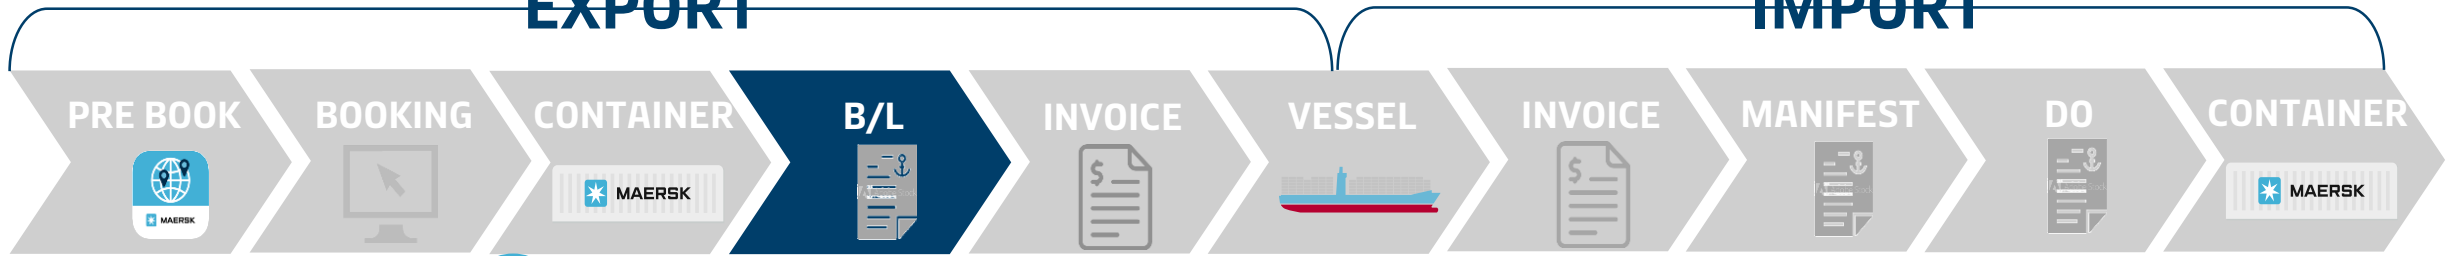 EXPORT
IMPORT
PRE BOOK
BOOKING
CONTAINER
B/L
INVOICE
VESSEL
INVOICE
MANIFEST
DO
CONTAINER
MAERSK
MAERSK
$
$
MAERSK